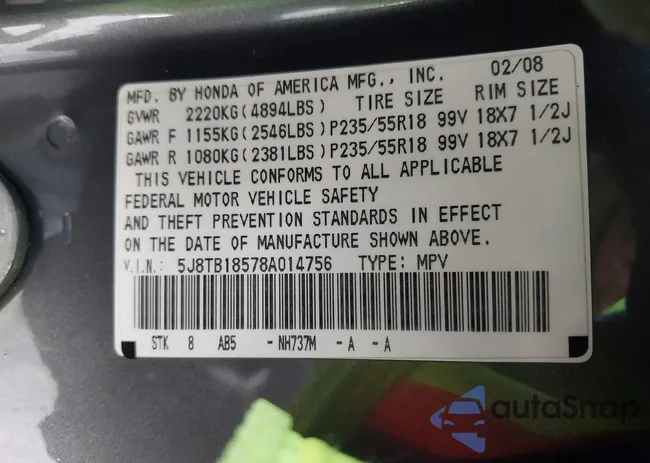 MFD. BY HONDA OF AMERICA MFG., INC. 02/08
GVWR 2220KG(4894LBS) TIRE SIZE RIM SIZE
GAWR F 1155KG(2546LBS)P235/55R18 99V 18X7 1/2J
GAWR R 1080KG(2381LBS)P235/55R18 99V 18X7 1/2J
THIS VEHICLE CONFORMS TO ALL APPLICABLE
FEDERAL MOTOR VEHICLE SAFETY
AND THEFT PREVENTION STANDARDS IN EFFECT
ON THE DATE OF MANUFACTURE SHOWN ABOVE.
V.I.N.: 5J8TB18578A014756 TYPE: MPV
STK 8 AB5 -NH737M -A -A
autoSnap